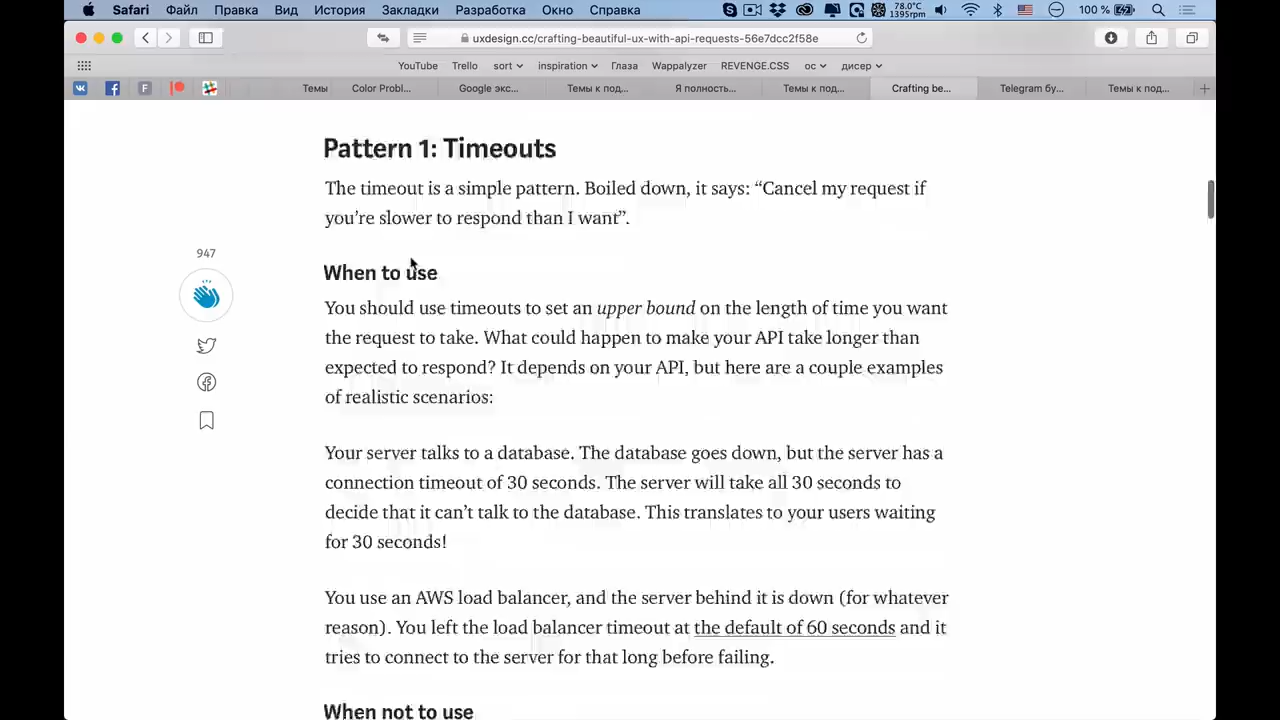 Safari Файл Правка Вид История Закладки Разработка Окно Справка 78.0°C 1395rpm 100 %
uxdesign.cc/crafting-beautiful-ux-with-api-requests-56e7dcc2f58e
YouTube Trello sort inspiration Глаза Wappalyzer REVENGE.CSS ос дисер
F Темы Color Probl... Google экс... Темы к под... Я полность... Темы к под... Crafting be... Telegram бу... Темы к под...
Pattern 1: Timeouts
The timeout is a simple pattern. Boiled down, it says: “Cancel my request if
you’re slower to respond than I want”.
947
When to use
You should use timeouts to set an upper bound on the length of time you want
the request to take. What could happen to make your API take longer than
expected to respond? It depends on your API, but here are a couple examples
of realistic scenarios:
Your server talks to a database. The database goes down, but the server has a
connection timeout of 30 seconds. The server will take all 30 seconds to
decide that it can’t talk to the database. This translates to your users waiting
for 30 seconds!
You use an AWS load balancer, and the server behind it is down (for whatever
reason). You left the load balancer timeout at the default of 60 seconds and it
tries to connect to the server for that long before failing.
When not to use